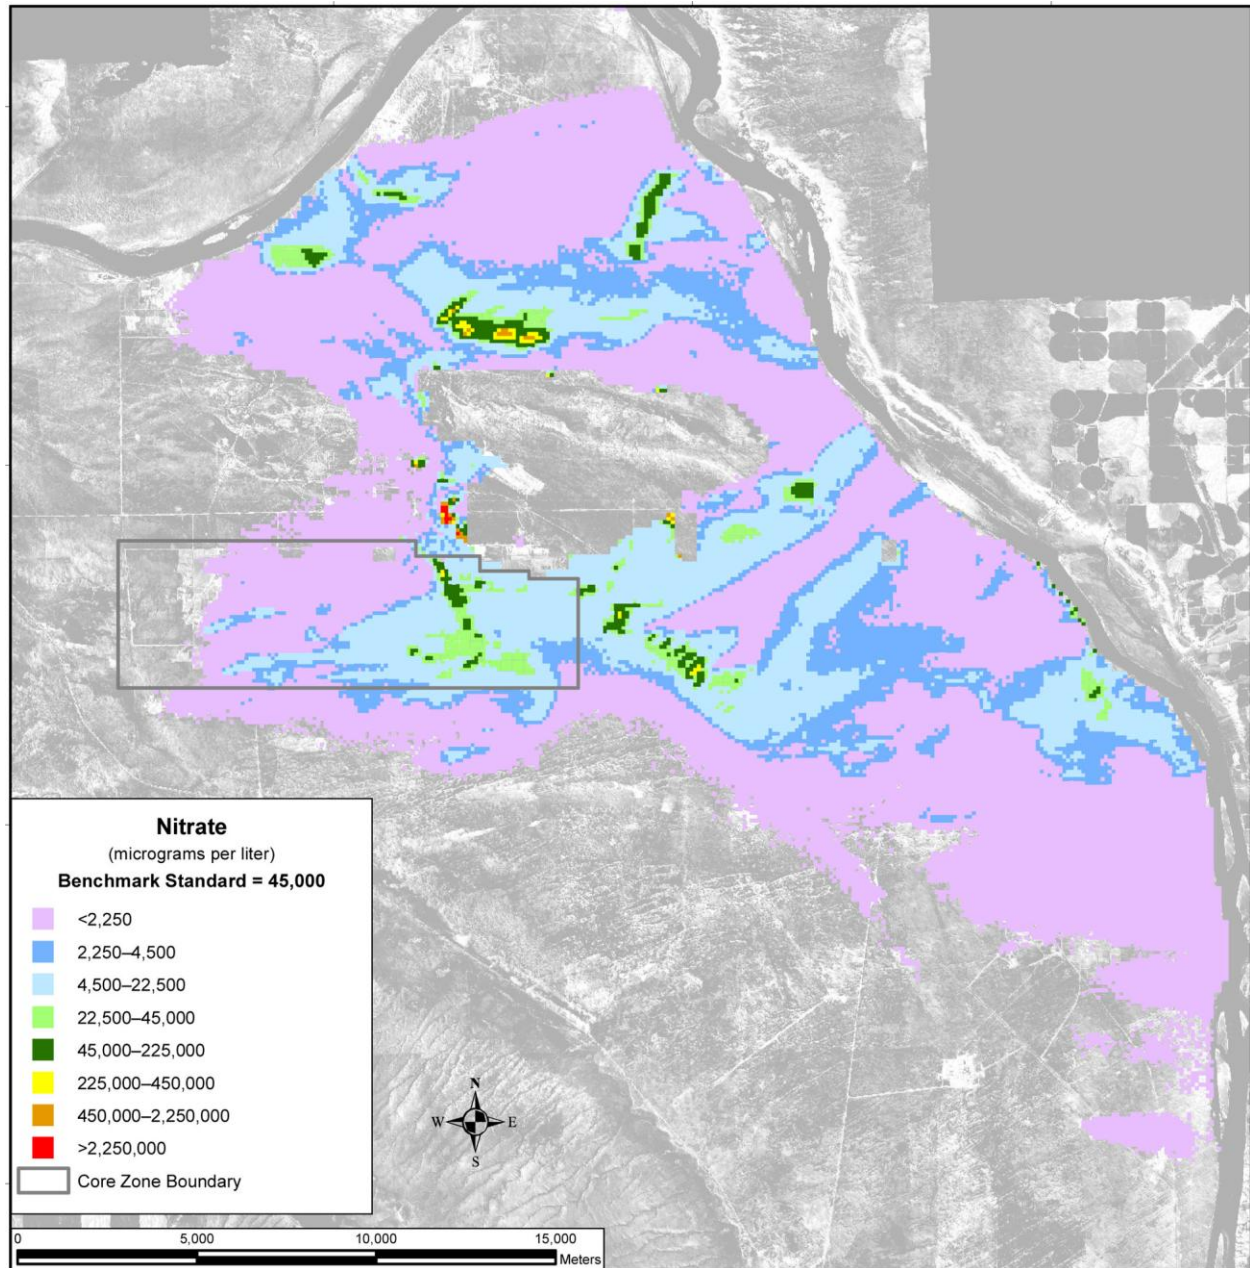 Nitrate
(micrograms per liter)
Benchmark Standard = 45,000
<2,250
2,250–4,500
4,500–22,500
22,500–45,000
45,000–225,000
225,000–450,000
450,000–2,250,000
>2,250,000
Core Zone Boundary
N
W E
S
0 5,000 10,000 15,000
Meters